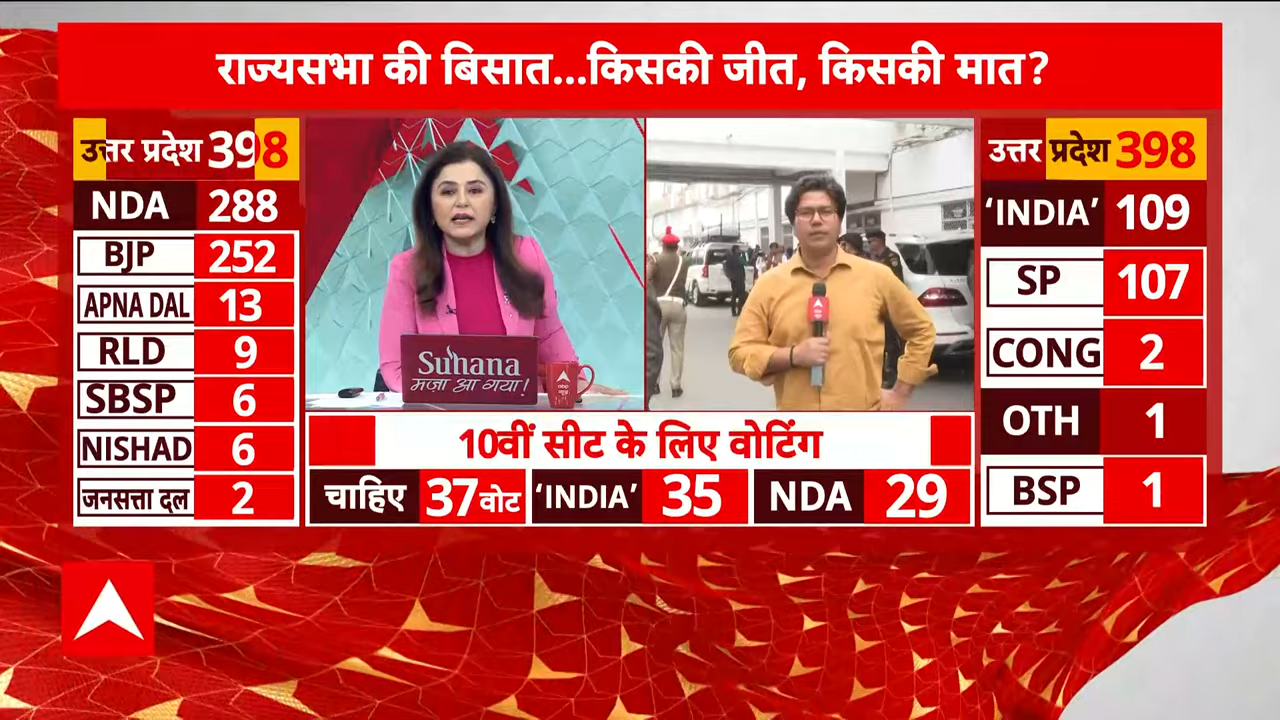 राज्यसभा की बिसात...किसकी जीत, किसकी मात?
उत्तर प्रदेश 398
NDA 288
BJP 252
APNA DAL 13
RLD 9
SBSP 6
NISHAD 6
जनसत्ता दल 2
Suhana
मज़ा आ गया!
10वीं सीट के लिए वोटिंग
चाहिए 37 वोट 'INDIA' 35 NDA 29
उत्तर प्रदेश 398
'INDIA' 109
SP 107
CONG 2
OTH 1
BSP 1